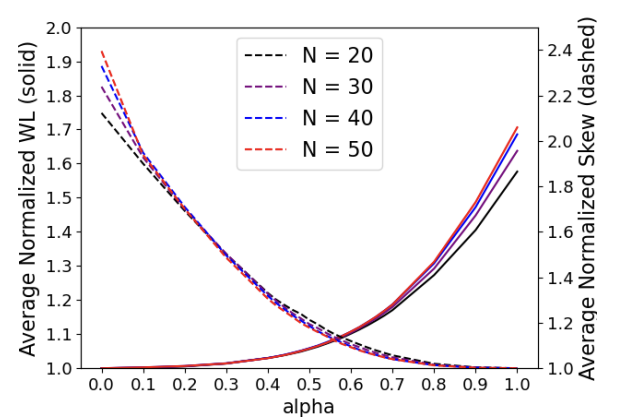 Average Normalized WL (solid)
2.0
1.9
1.8
1.7
1.6
1.5
1.4
1.3
1.2
1.1
1.0
N = 20
N = 30
N = 40
N = 50
2.4
2.2
2.0
1.8
1.6
1.4
1.2
1.0
Average Normalized Skew (dashed)
0.0 0.1 0.2 0.3 0.4 0.5 0.6 0.7 0.8 0.9 1.0
alpha